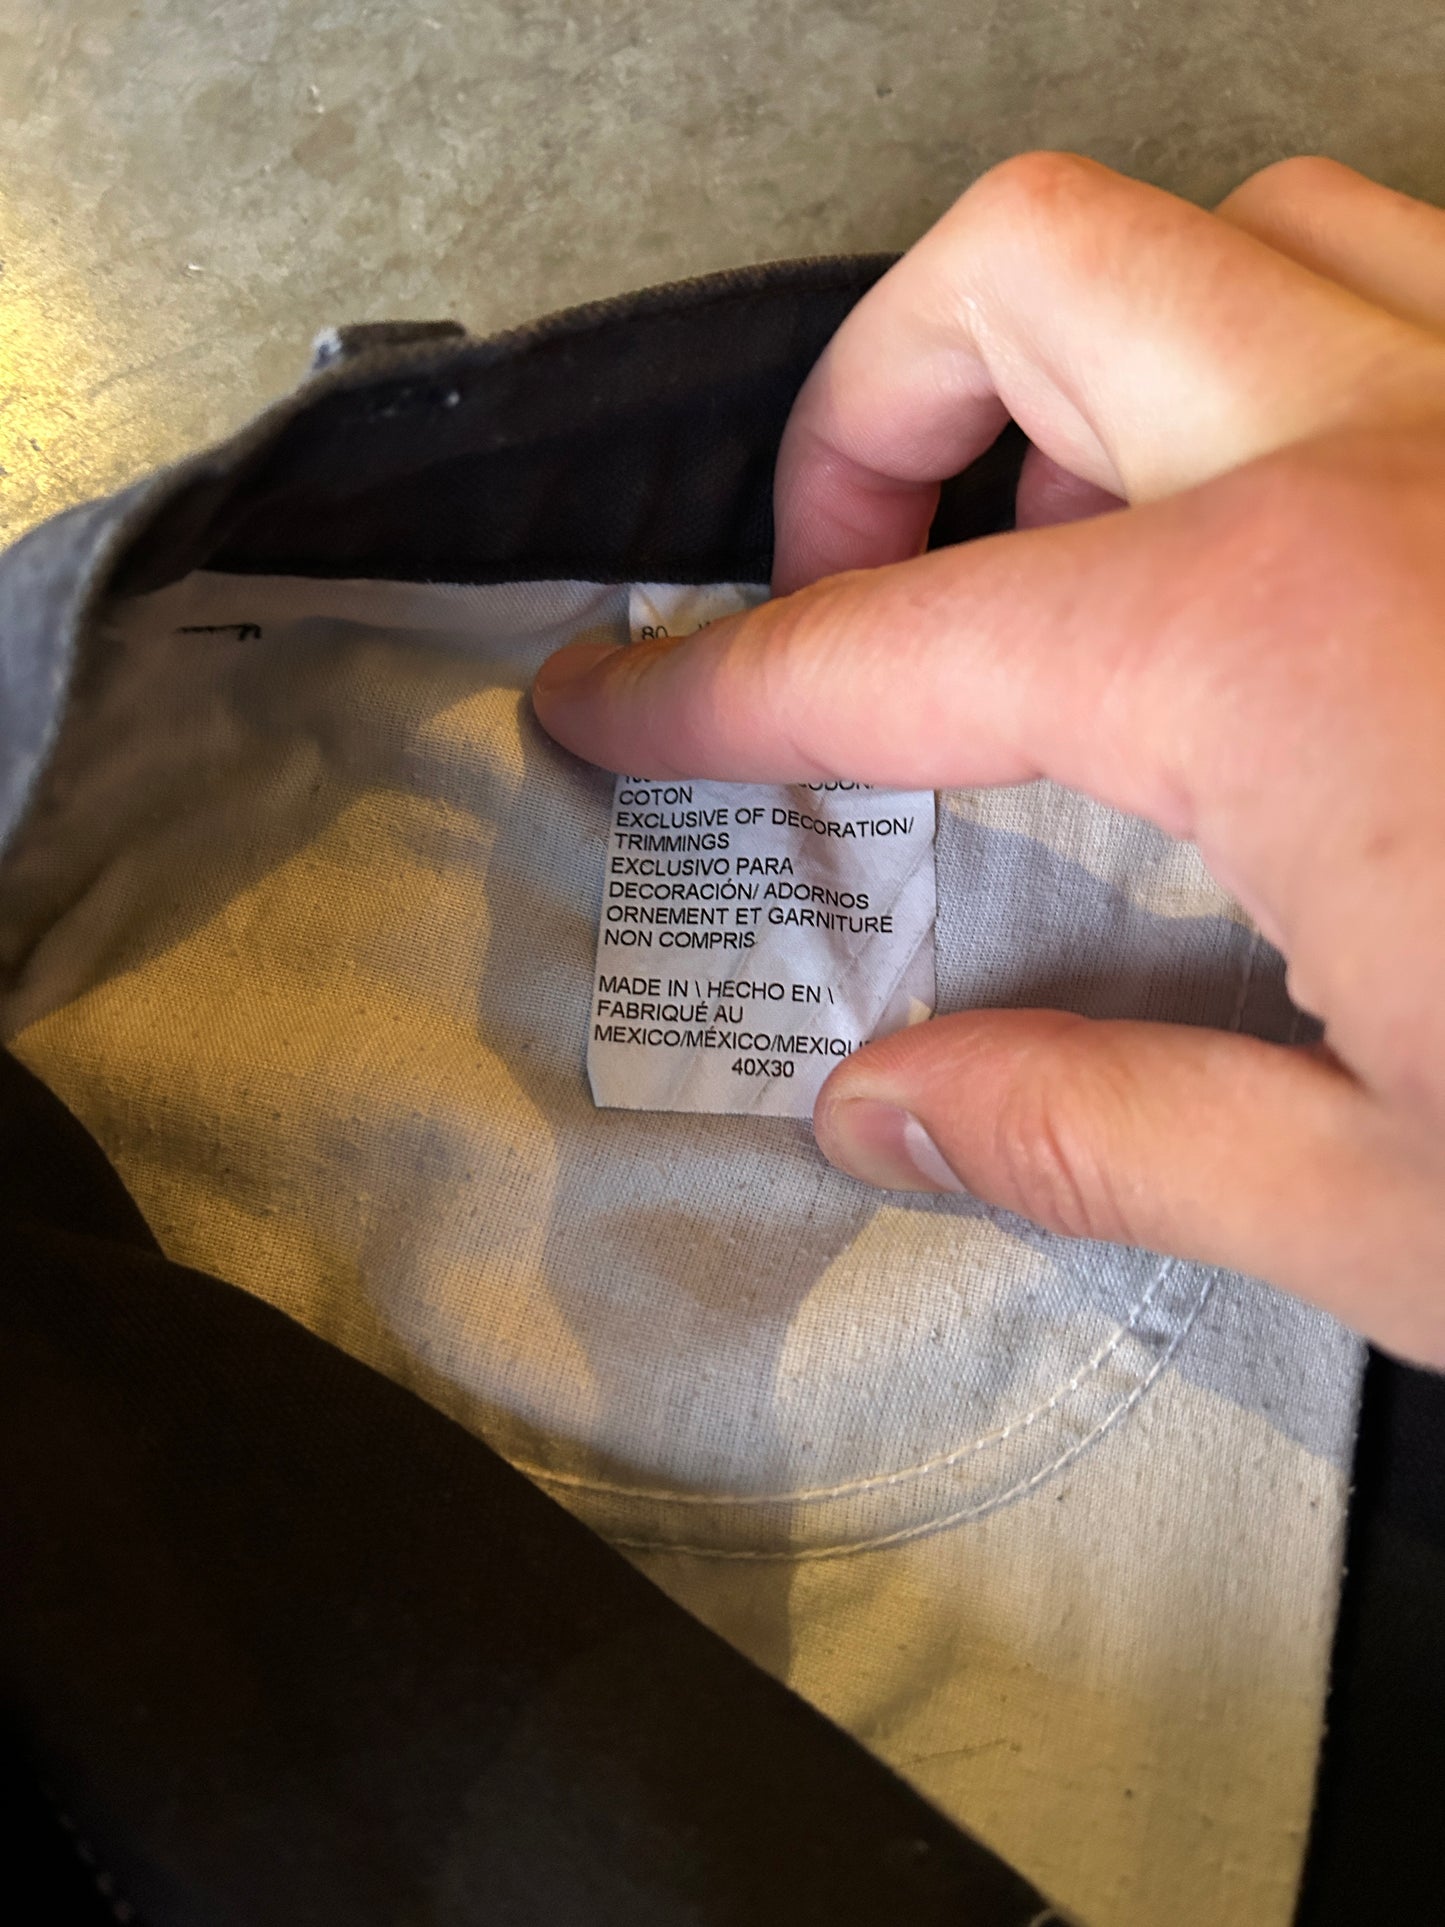 80
COTON
EXCLUSIVE OF DECORATION/
TRIMMINGS
EXCLUSIVO PARA
DECORACIÓN/ ADORNOS
ORNEMENT ET GARNITURE
NON COMPRIS
MADE IN \ HECHO EN \
FABRIQUÉ AU
MEXICO/MÉXICO/MEXIQU
40X30